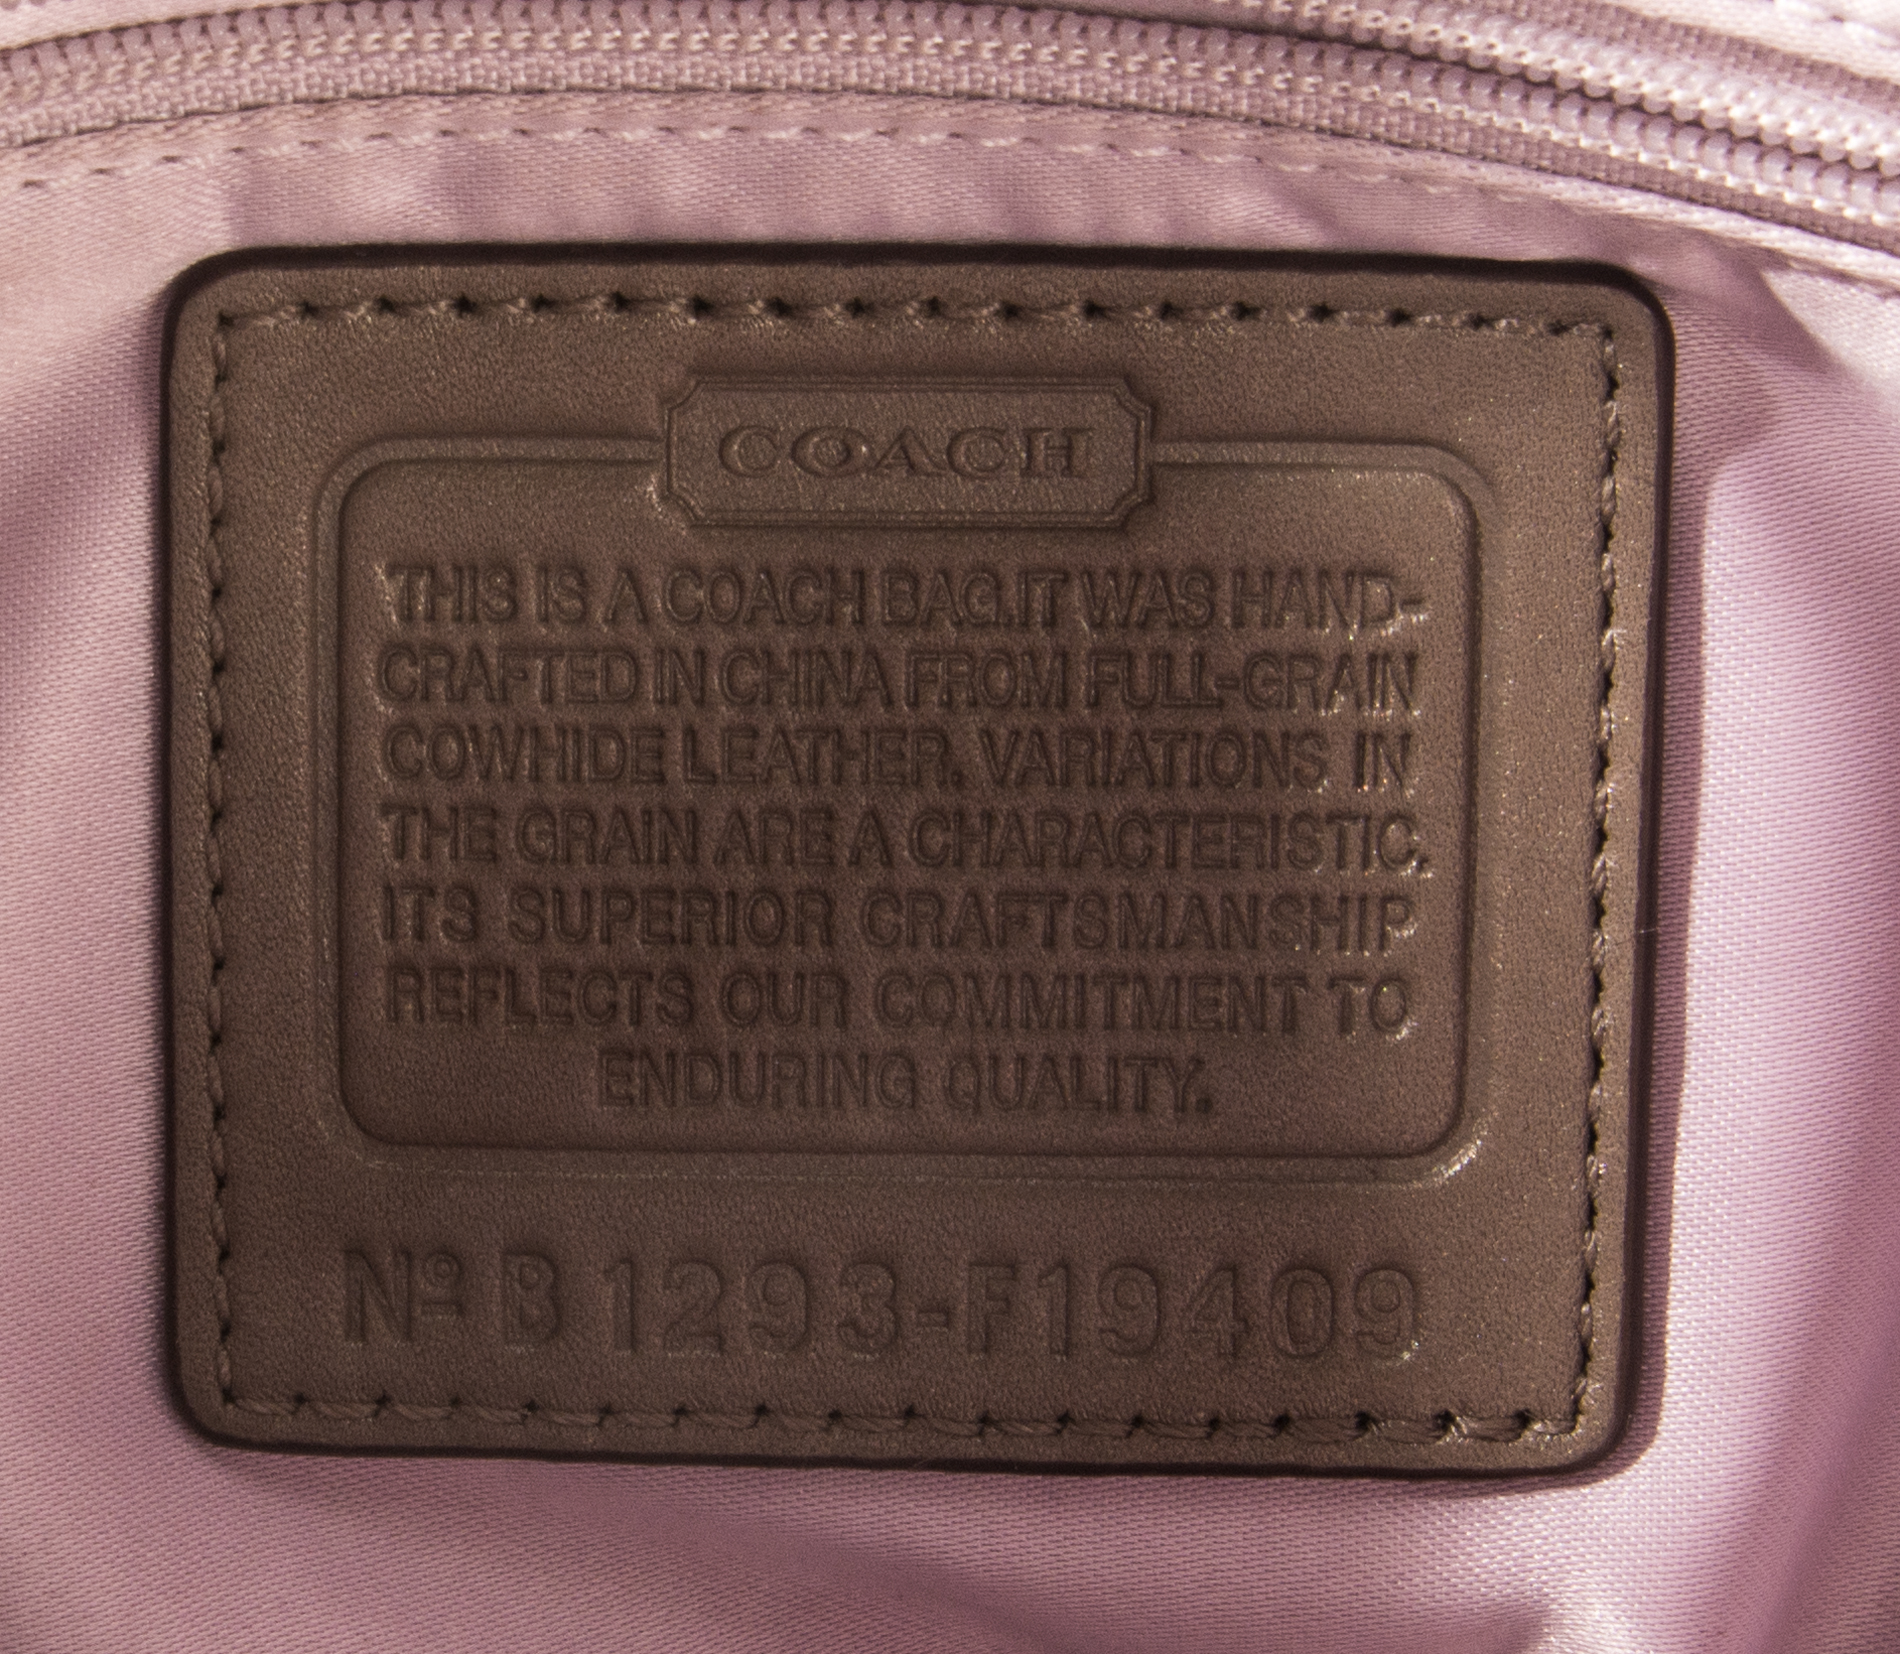 COACH
THIS IS A COACH BAG.IT WAS HAND-
CRAFTED IN CHINA FROM FULL-GRAIN
COWHIDE LEATHER. VARIATIONS IN
THE GRAIN ARE A CHARACTERISTIC.
ITS SUPERIOR CRAFTSMANSHIP
REFLECTS OUR COMMITMENT TO
ENDURING QUALITY.
Nº B1293-F19409